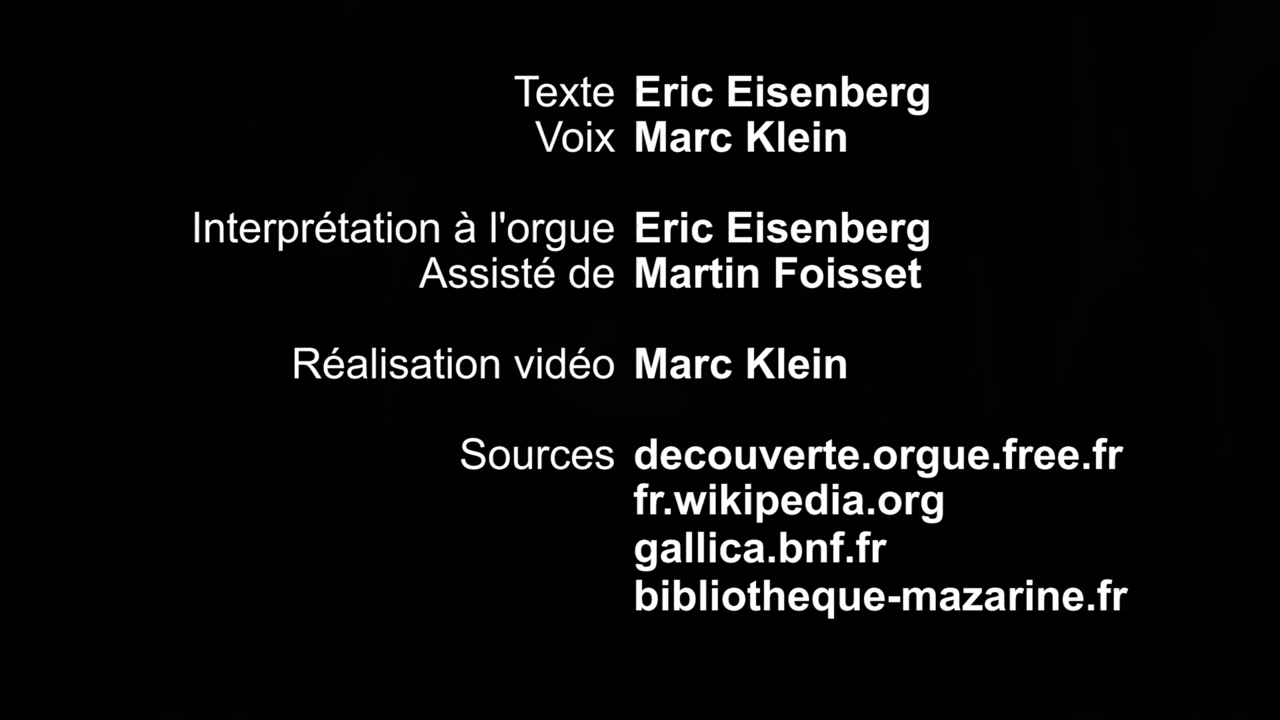 Texte Eric Eisenberg
Voix Marc Klein
Interprétation à l'orgue Eric Eisenberg
Assisté de Martin Foisset
Réalisation vidéo Marc Klein
Sources decouverte.orgue.free.fr
fr.wikipedia.org
gallica.bnf.fr
bibliotheque-mazarine.fr